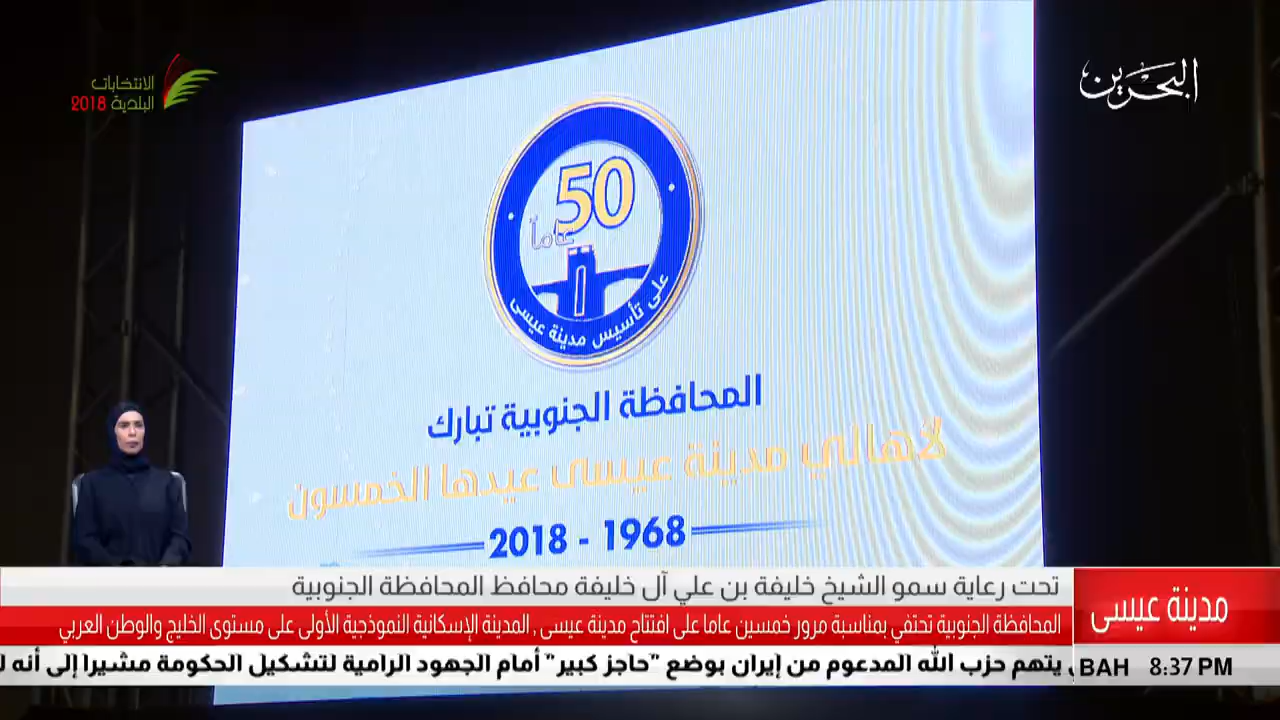 الانتخابات
البلدية 2018
البحرين
50
عاماً
على تأسيس مدينة عيسى
المحافظة الجنوبية تبارك
لأهالي مدينة عيسى عيدها الخمسون
1968 - 2018
تحت رعاية سمو الشيخ خليفة بن علي آل خليفة محافظ المحافظة الجنوبية
مدينة عيسى
المحافظة الجنوبية تحتفي بمناسبة مرور خمسين عاما على افتتاح مدينة عيسى , المدينة الإسكانية النموذجية الأولى على مستوى الخليج والوطن العربي
BAH 8:37 PM
يتهم حزب الله المدعوم من إيران بوضع "حاجز كبير" أمام الجهود الرامية لتشكيل الحكومة مشيرا إلى أنه